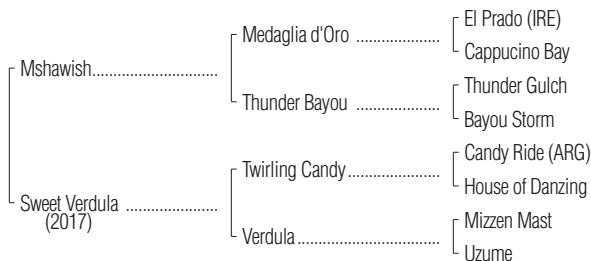 El Prado (IRE)
Medaglia d'Oro ....................
Cappucino Bay
Mshawish..............................
Thunder Gulch
Thunder Bayou ....................
Bayou Storm
Candy Ride (ARG)
Twirling Candy......................
House of Danzing
Sweet Verdula ......................
(2017)
Mizzen Mast
Verdula..................................
Uzume